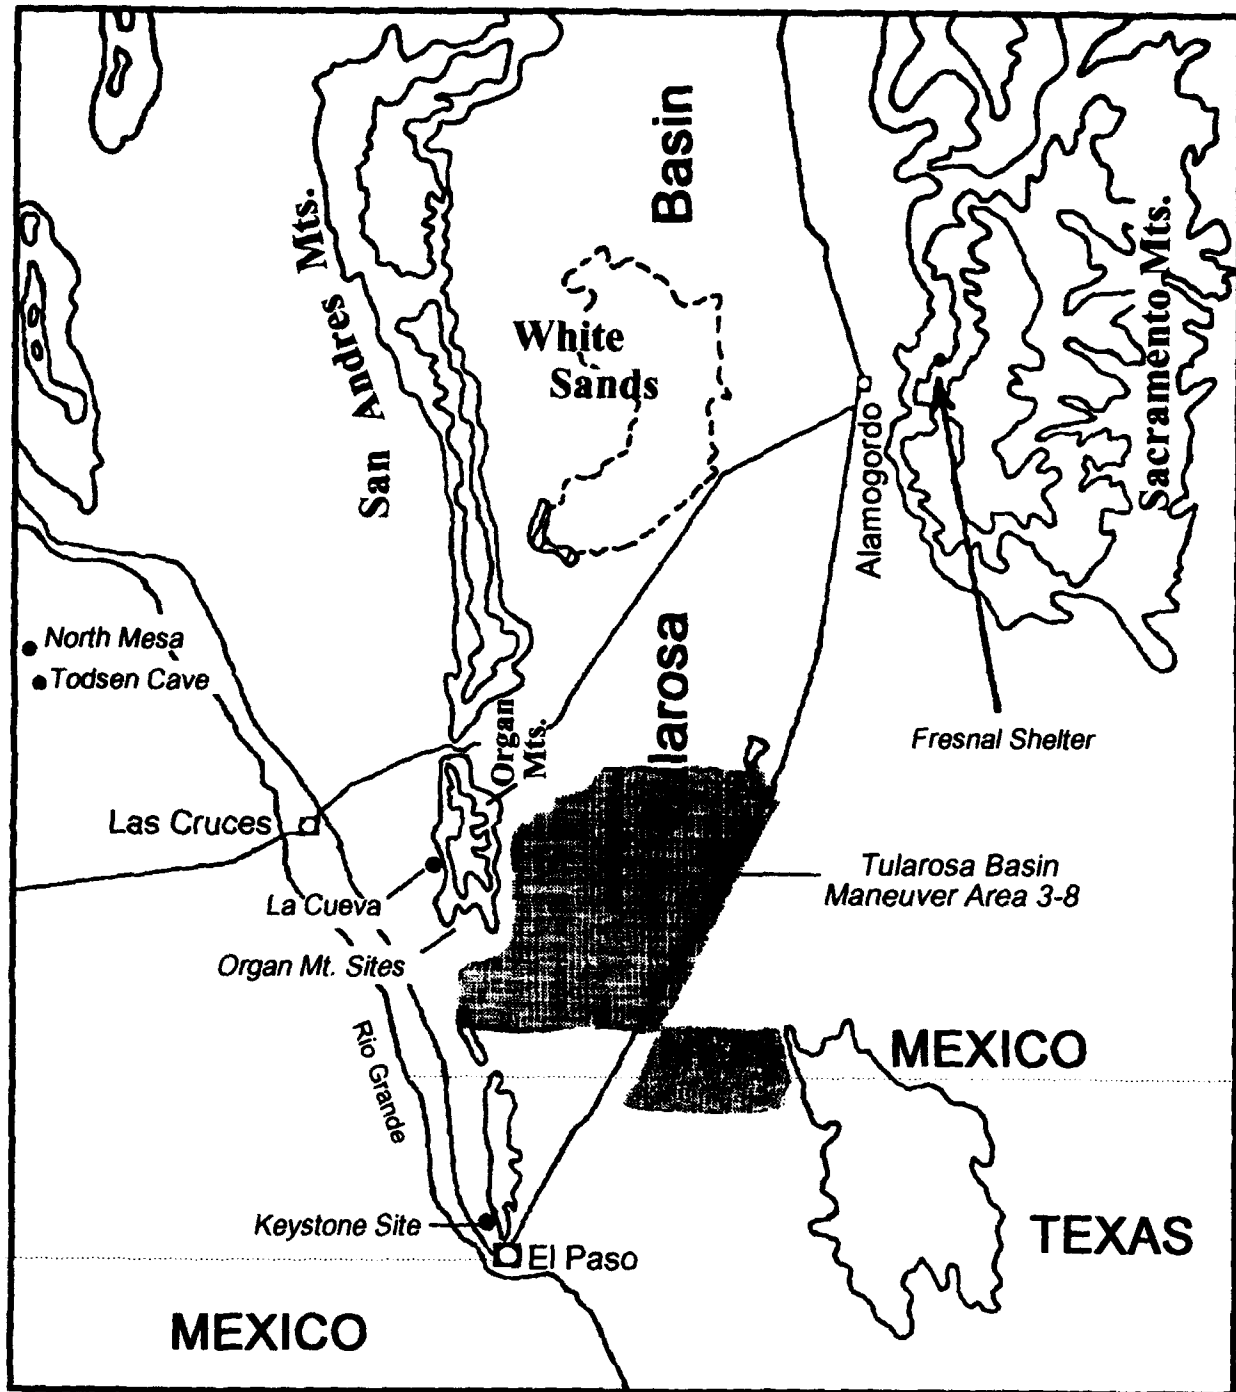 Basin
San Andres Mts.
White
Sands
Sacramento Mts.
Alamogordo
North Mesa
Todsen Cave
larosa
Organ
Mts.
Fresnal Shelter
Las Cruces
Tularosa Basin
Maneuver Area 3-8
La Cueva
Organ Mt. Sites
Rio Grande
MEXICO
Keystone Site
El Paso
TEXAS
MEXICO